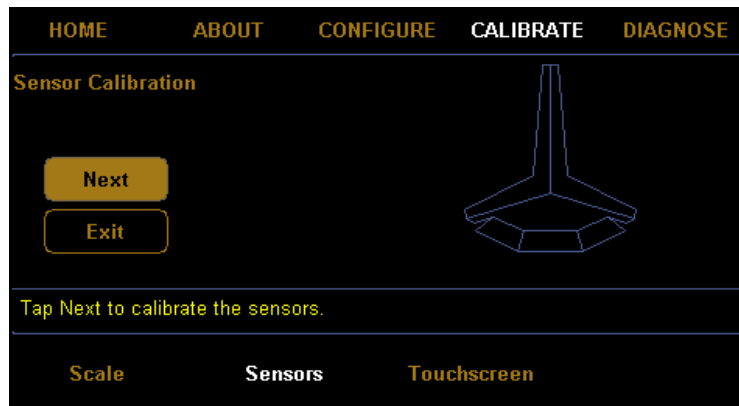 HOME ABOUT CONFIGURE CALIBRATE DIAGNOSE
Sensor Calibration
Next
Exit
Tap Next to calibrate the sensors.
Scale Sensors Touchscreen